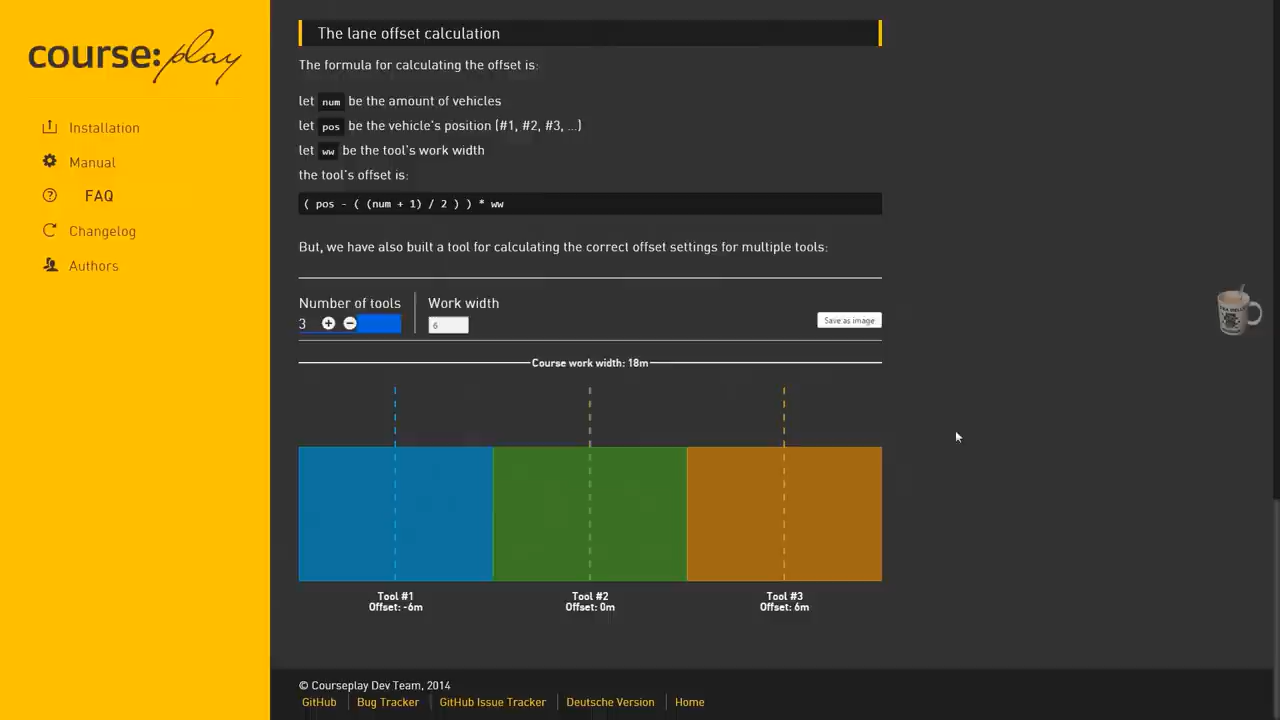 course:play
Installation
Manual
FAQ
Changelog
Authors
The lane offset calculation
The formula for calculating the offset is:
let num be the amount of vehicles
let pos be the vehicle's position (#1, #2, #3, ...)
let ww be the tool's work width
the tool's offset is:
( pos - ( (num + 1) / 2 ) ) * ww
But, we have also built a tool for calculating the correct offset settings for multiple tools:
Number of tools
3
Work width
6
Save as image
Course work width: 18m
Tool #1
Offset: -6m
Tool #2
Offset: 0m
Tool #3
Offset: 6m
© Courseplay Dev Team, 2014
GitHub
Bug Tracker
GitHub Issue Tracker
Deutsche Version
Home